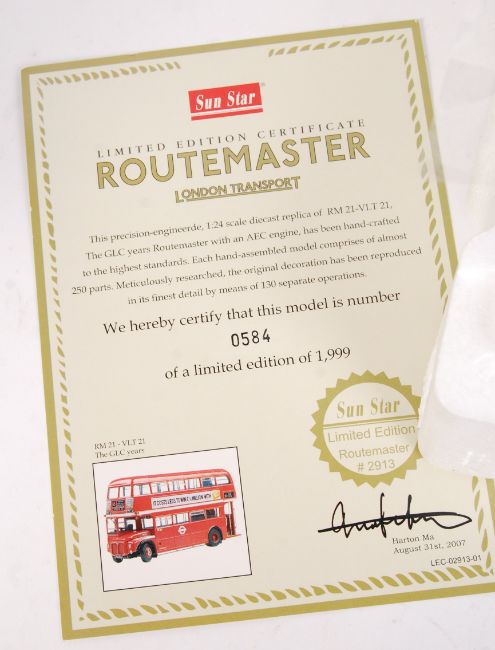 Sun Star
LIMITED EDITION CERTIFICATE
ROUTEMASTER
LONDON TRANSPORT
This precision-engineerde, 1:24 scale diecast replica of RM 21-VLT 21,
The GLC years Routemaster with an AEC engine, has been hand-crafted
to the highest standards. Each hand-assembled model comprises of almost
250 parts. Meticulously researched, the original decoration has been reproduced
in its finest detail by means of 130 separate operations.
We hereby certify that this model is number
0584
of a limited edition of 1,999
RM 21 - VLT 21
The GLC years
Sun Star
Limited Edition
Routemaster
# 2913
Harton Ma
August 31st, 2007
LEC-02913-01